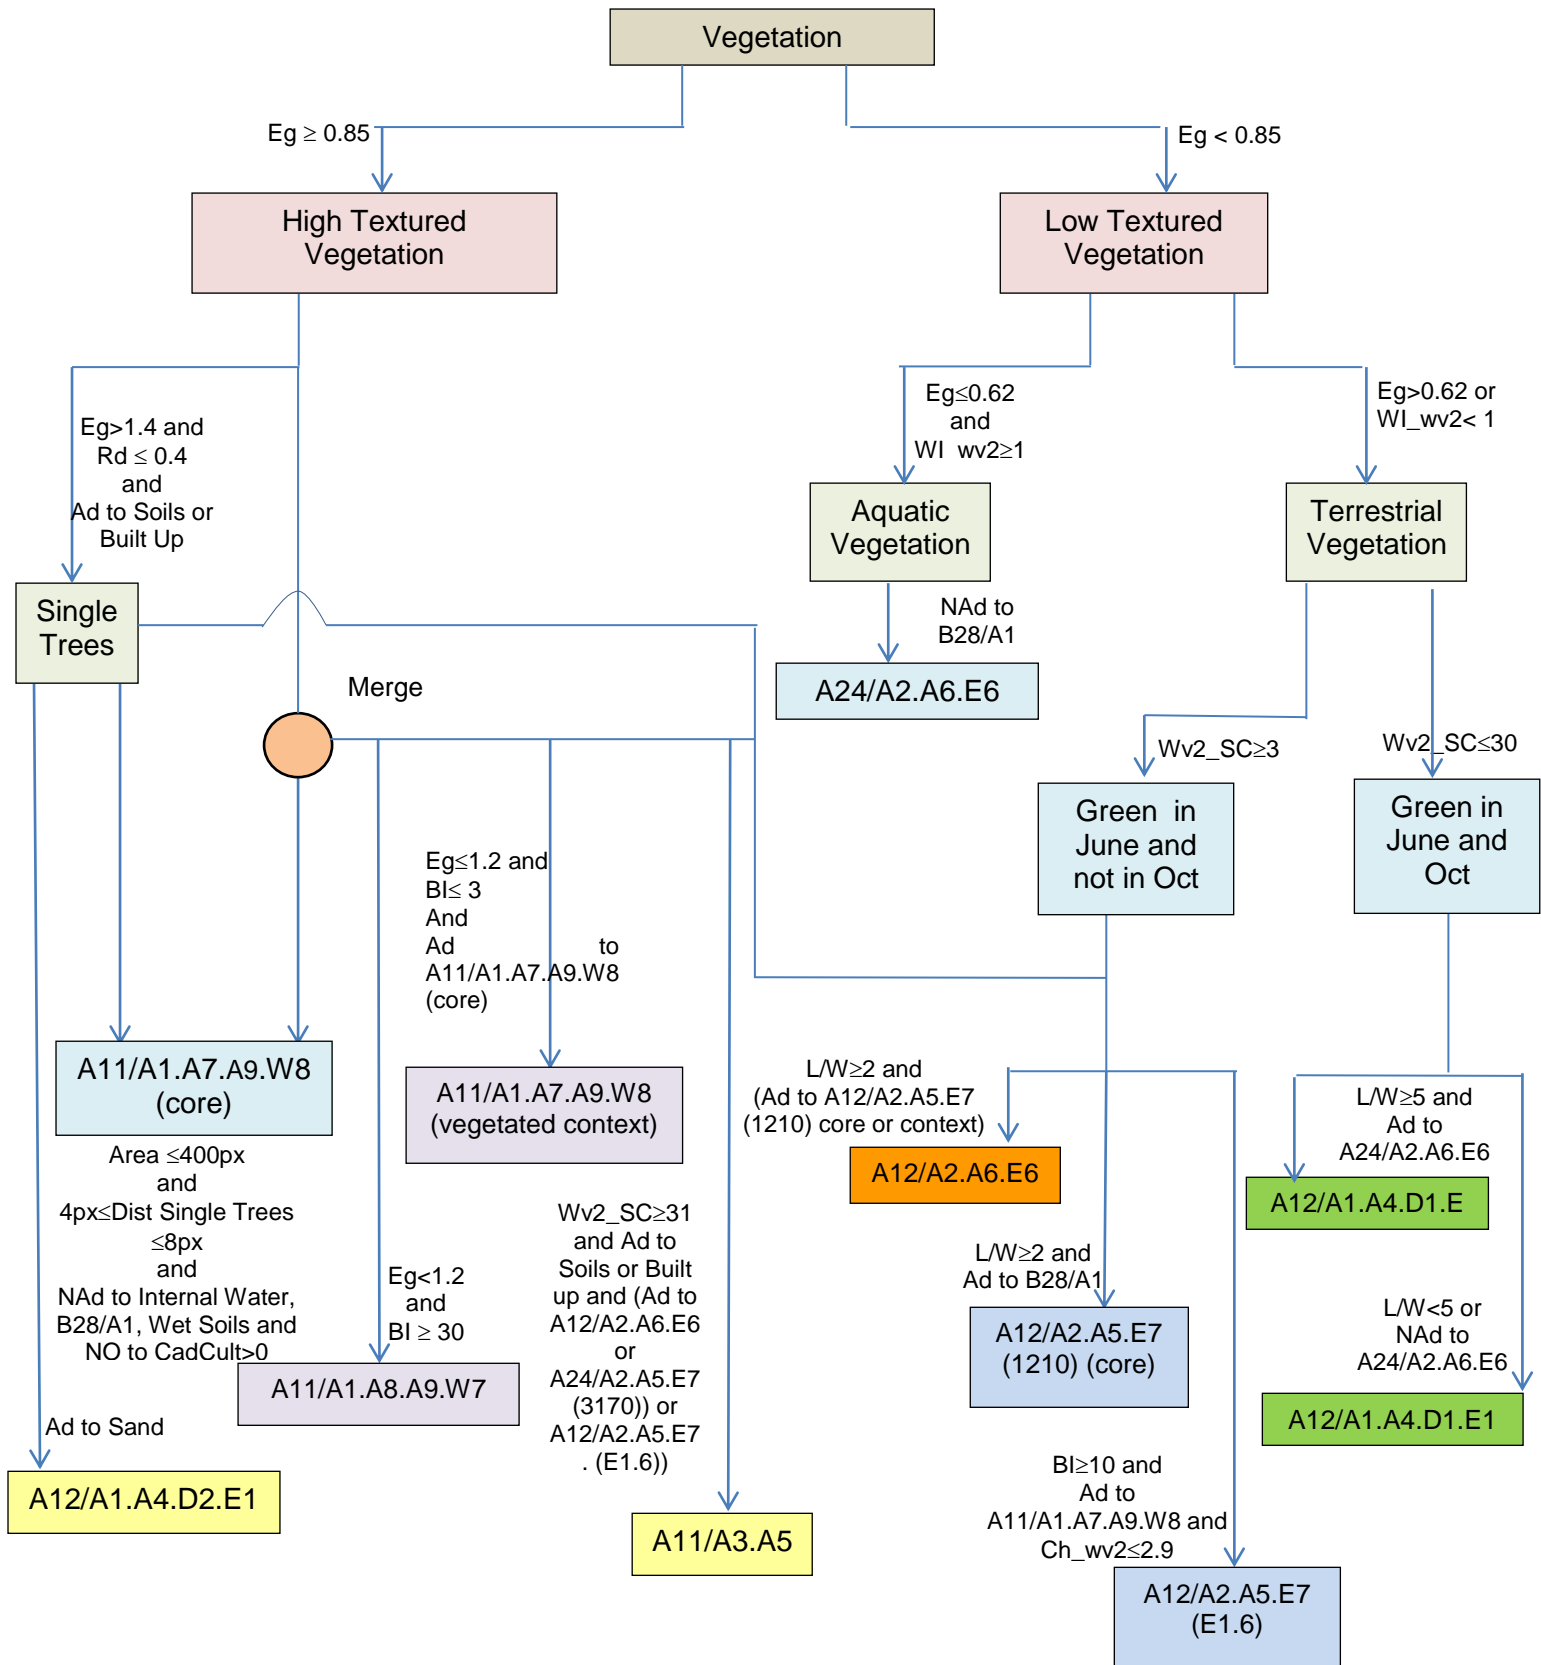 Vegetation
Eg ≥ 0.85
Eg < 0.85
High Textured
Vegetation
Low Textured
Vegetation
Eg>1.4 and
Rd ≤ 0.4
and
Ad to Soils or
Built Up
Eg≤0.62
and
WI_wv2≥1
Eg>0.62 or
WI_wv2< 1
Single
Trees
Aquatic
Vegetation
Terrestrial
Vegetation
NAd to
B28/A1
Merge
A24/A2.A6.E6
Wv2_SC≥3
Wv2_SC≤30
Green in
June and
not in Oct
Green in
June and
Oct
Eg≤1.2 and
BI≤ 3
And
Ad to
A11/A1.A7.A9.W8
(core)
A11/A1.A7.A9.W8
(core)
A11/A1.A7.A9.W8
(vegetated context)
L/W≥2 and
(Ad to A12/A2.A5.E7
(1210) core or context)
A12/A2.A6.E6
L/W≥5 and
Ad to
A24/A2.A6.E6
A12/A1.A4.D1.E
Area ≤400px
and
4px≤Dist Single Trees
≤8px
and
NAd to Internal Water,
B28/A1, Wet Soils and
NO to CadCult>0
Eg<1.2
and
BI ≥ 30
A11/A1.A8.A9.W7
Wv2_SC≥31
and Ad to
Soils or Built
up and (Ad to
A12/A2.A6.E6
or
A24/A2.A5.E7
(3170)) or
A12/A2.A5.E7
. (E1.6))
L/W≥2 and
Ad to B28/A1
A12/A2.A5.E7
(1210) (core)
L/W<5 or
NAd to
A24/A2.A6.E6
A12/A1.A4.D1.E1
Ad to Sand
A12/A1.A4.D2.E1
A11/A3.A5
BI≥10 and
Ad to
A11/A1.A7.A9.W8 and
Ch_wv2≤2.9
A12/A2.A5.E7
(E1.6)